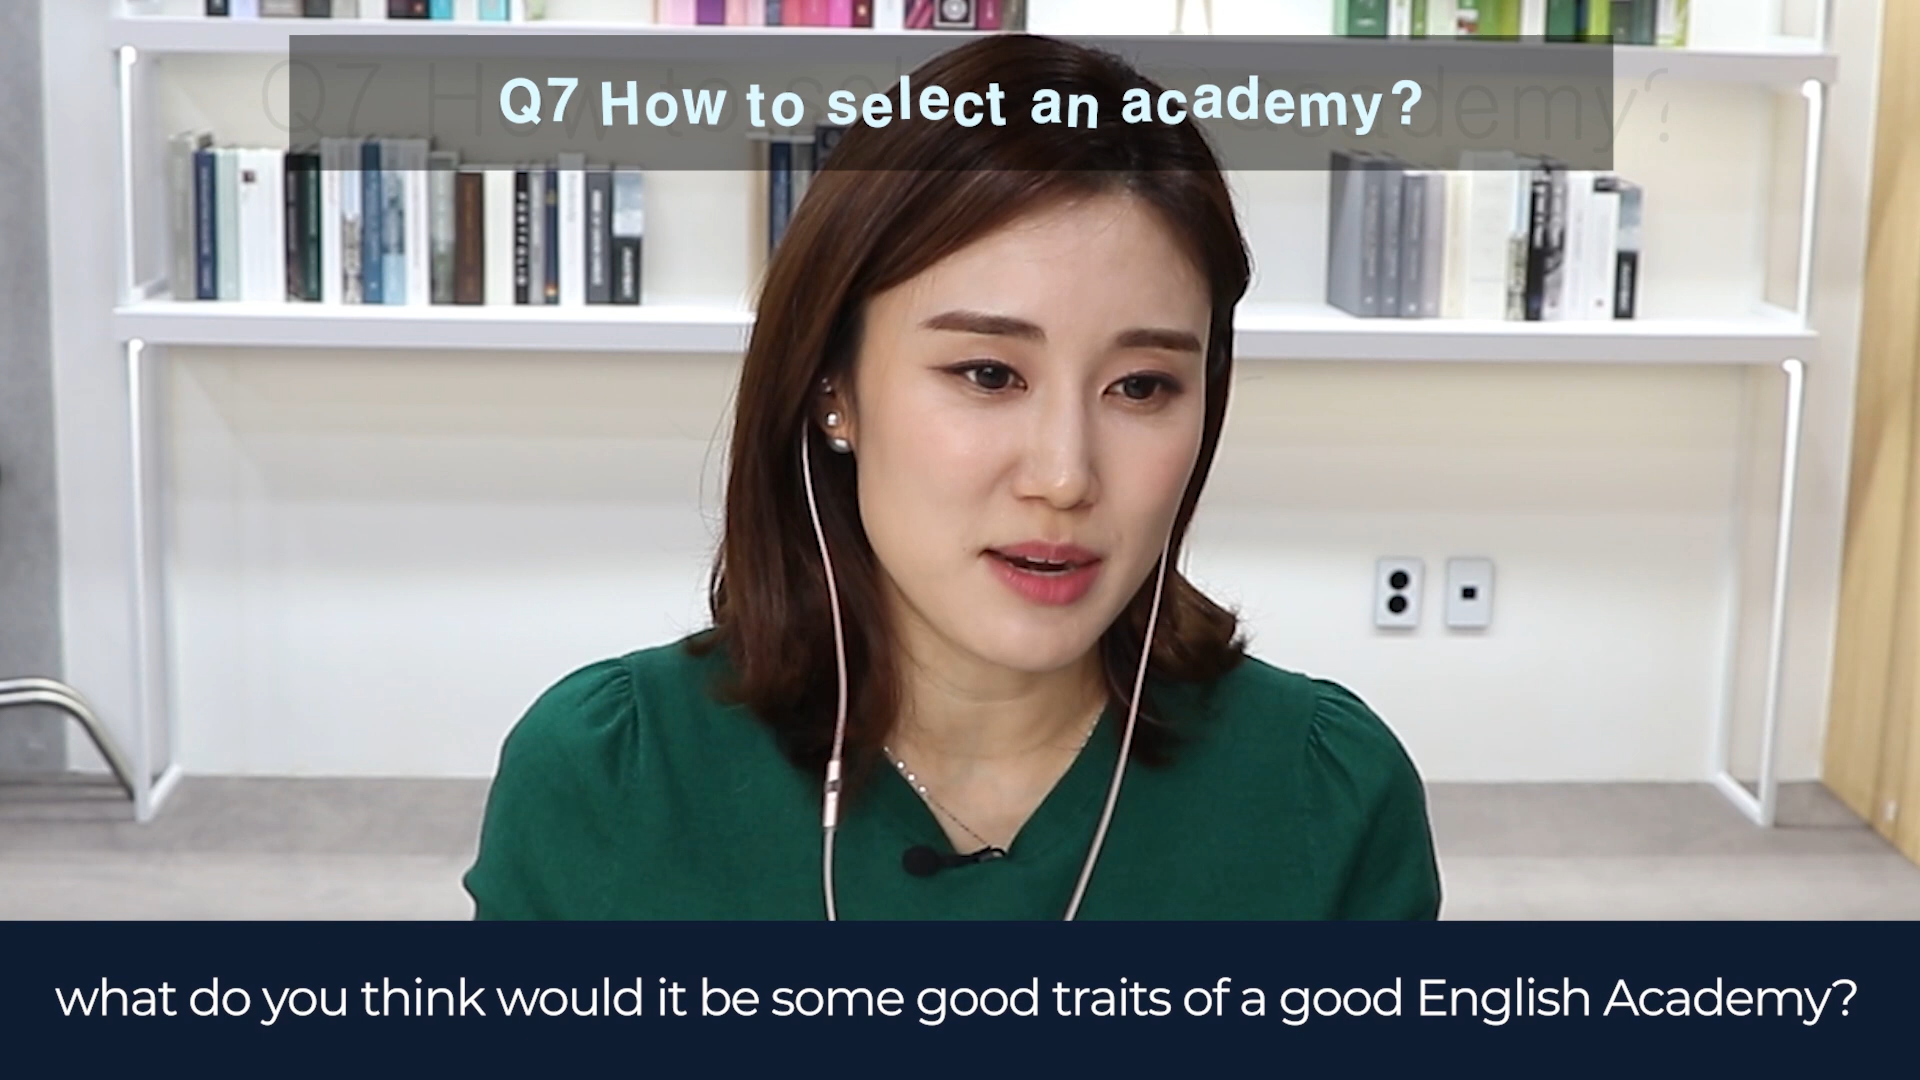 Q7 How to select an academy?
what do you think would it be some good traits of a good English Academy?